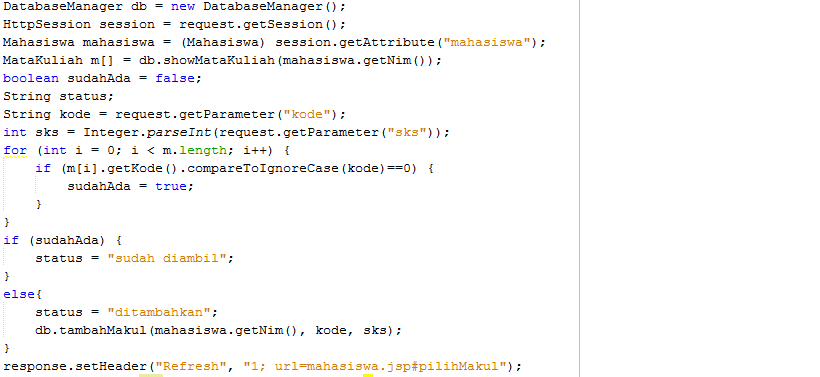 DatabaseManager db = new DatabaseManager();
HttpSession session = request.getSession();
Mahasiswa mahasiswa = (Mahasiswa) session.getAttribute("mahasiswa");
MataKuliah m[] = db.showMataKuliah(mahasiswa.getNim());
boolean sudahAda = false;
String status;
String kode = request.getParameter("kode");
int sks = Integer.parseInt(request.getParameter("sks"));
for (int i = 0; i < m.length; i++) {
    if (m[i].getKode().compareToIgnoreCase(kode)==0) {
        sudahAda = true;
    }
}
if (sudahAda) {
    status = "sudah diambil";
}
else{
    status = "ditambahkan";
    db.tambahMakul(mahasiswa.getNim(), kode, sks);
}
response.setHeader("Refresh", "1; url=mahasiswa.jsp#pilihMakul");